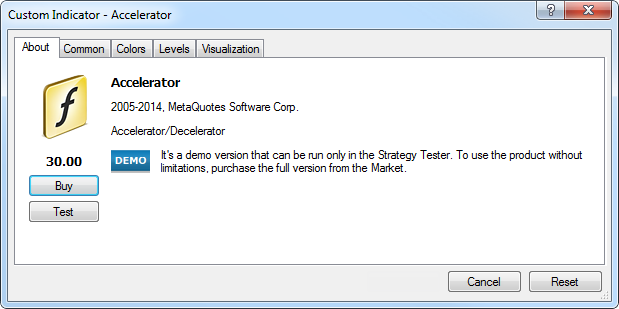 Custom Indicator - Accelerator
?
About
Common
Colors
Levels
Visualization
f
Accelerator
2005-2014, MetaQuotes Software Corp.
Accelerator/Decelerator
30.00
DEMO
It's a demo version that can be run only in the Strategy Tester. To use the product without
limitations, purchase the full version from the Market.
Buy
Test
Cancel
Reset